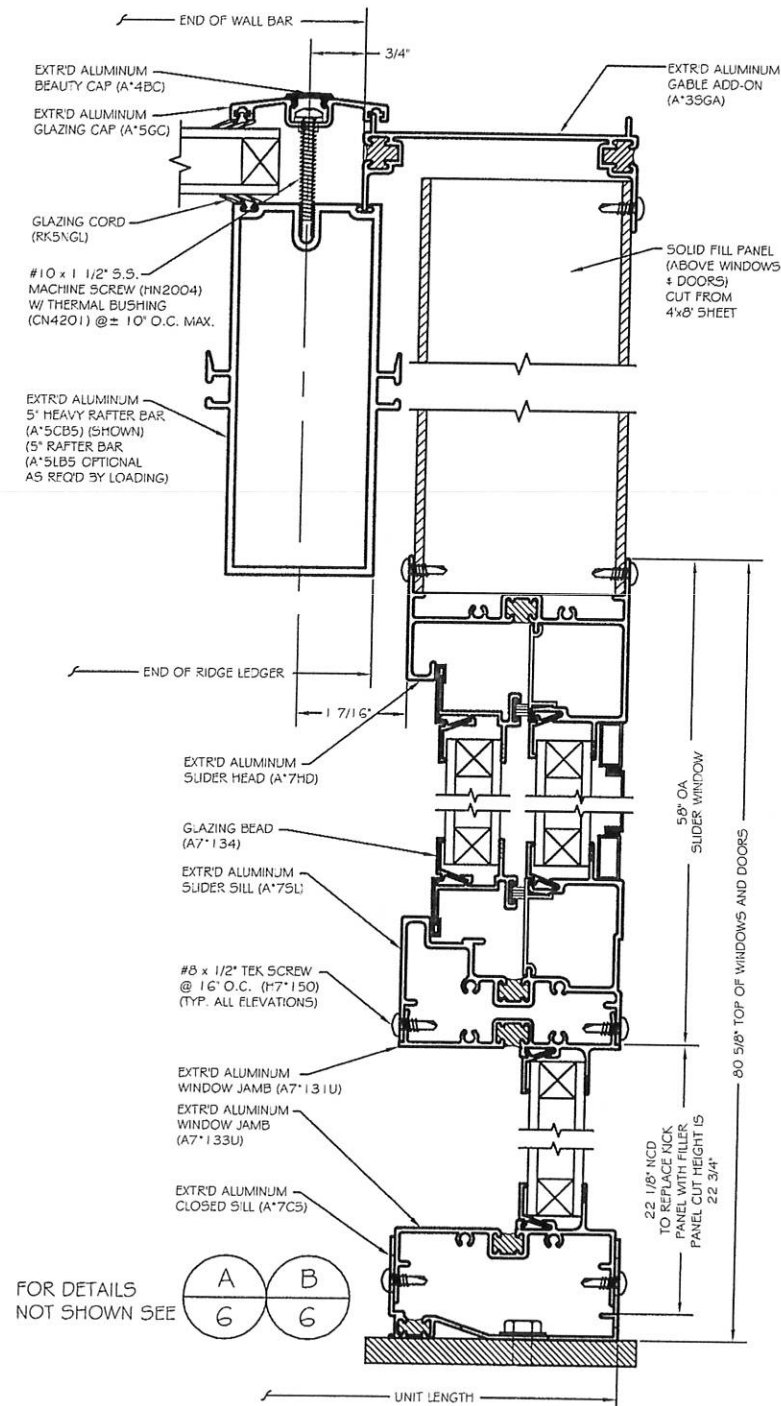 END OF WALL BAR
3/4"
EXTR'D ALUMINUM
BEAUTY CAP (A*4BC)
EXTR'D ALUMINUM
GLAZING CAP (A*5GC)
EXTR'D ALUMINUM
GABLE ADD-ON
(A*3SGA)
GLAZING CORD
(RK5NGL)
#10 x 1 1/2" S.S.
MACHINE SCREW (HN2004)
W/ THERMAL BUSHING
(CN4201) @ ± 10" O.C. MAX.
SOLID FILL PANEL
(ABOVE WINDOWS
& DOORS)
CUT FROM
4'x8' SHEET
EXTR'D ALUMINUM
5" HEAVY RAFTER BAR
(A*5CB5) (SHOWN)
(5" RAFTER BAR
(A*5LB5 OPTIONAL
AS REQ'D BY LOADING)
END OF RIDGE LEDGER
1 7/16"
EXTR'D ALUMINUM
SLIDER HEAD (A*7HD)
GLAZING BEAD
(A7*134)
EXTR'D ALUMINUM
SLIDER SILL (A*7SL)
58" OA
SLIDER WINDOW
80 5/8" TOP OF WINDOWS AND DOORS
#8 x 1/2" TEK SCREW
@ 16" O.C. (H7*150)
(TYP. ALL ELEVATIONS)
EXTR'D ALUMINUM
WINDOW JAMB (A7*131U)
EXTR'D ALUMINUM
WINDOW JAMB
(A7*133U)
EXTR'D ALUMINUM
CLOSED SILL (A*7CS)
22 1/8" NCD
TO REPLACE KICK
PANEL WITH FILLER
PANEL CUT HEIGHT IS
22 3/4"
FOR DETAILS
NOT SHOWN SEE
A
6
B
6
UNIT LENGTH